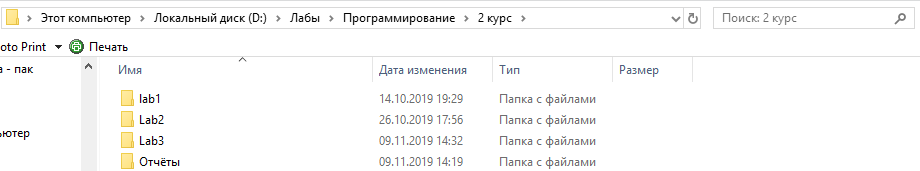 Этот компьютер > Локальный диск (D:) > Лабы > Программирование > 2 курс > Поиск: 2 курс
oto Print Печать
а - пак Имя Дата изменения Тип Размер
lab1 14.10.2019 19:29 Папка с файлами
Lab2 26.10.2019 17:56 Папка с файлами
ьютер Lab3 09.11.2019 14:32 Папка с файлами
Отчёты 09.11.2019 14:19 Папка с файлами